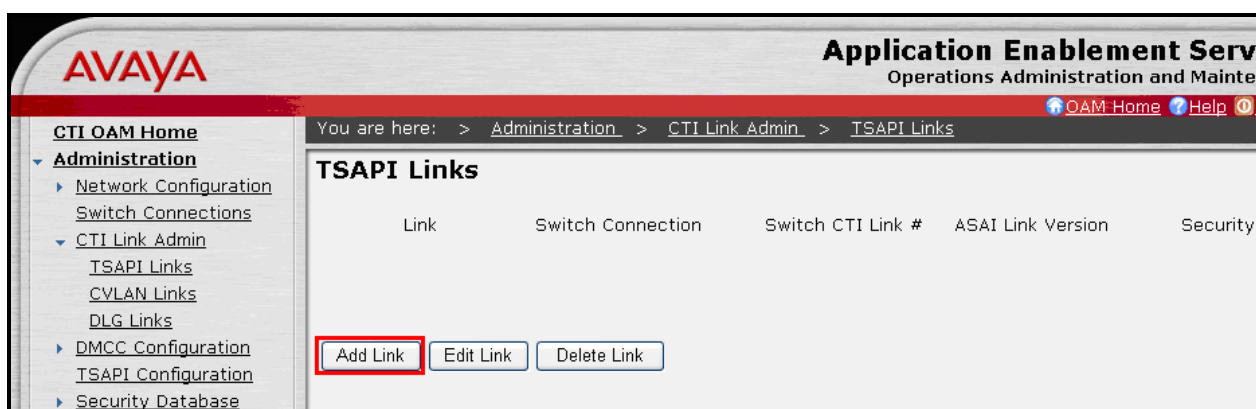 AVAYA
Application Enablement Serv
Operations Administration and Mainte
OAM Home Help
CTI OAM Home
Administration
Network Configuration
Switch Connections
CTI Link Admin
TSAPI Links
CVLAN Links
DLG Links
DMCC Configuration
TSAPI Configuration
Security Database
You are here: > Administration > CTI Link Admin > TSAPI Links
TSAPI Links
Link Switch Connection Switch CTI Link # ASAI Link Version Security
Add Link Edit Link Delete Link